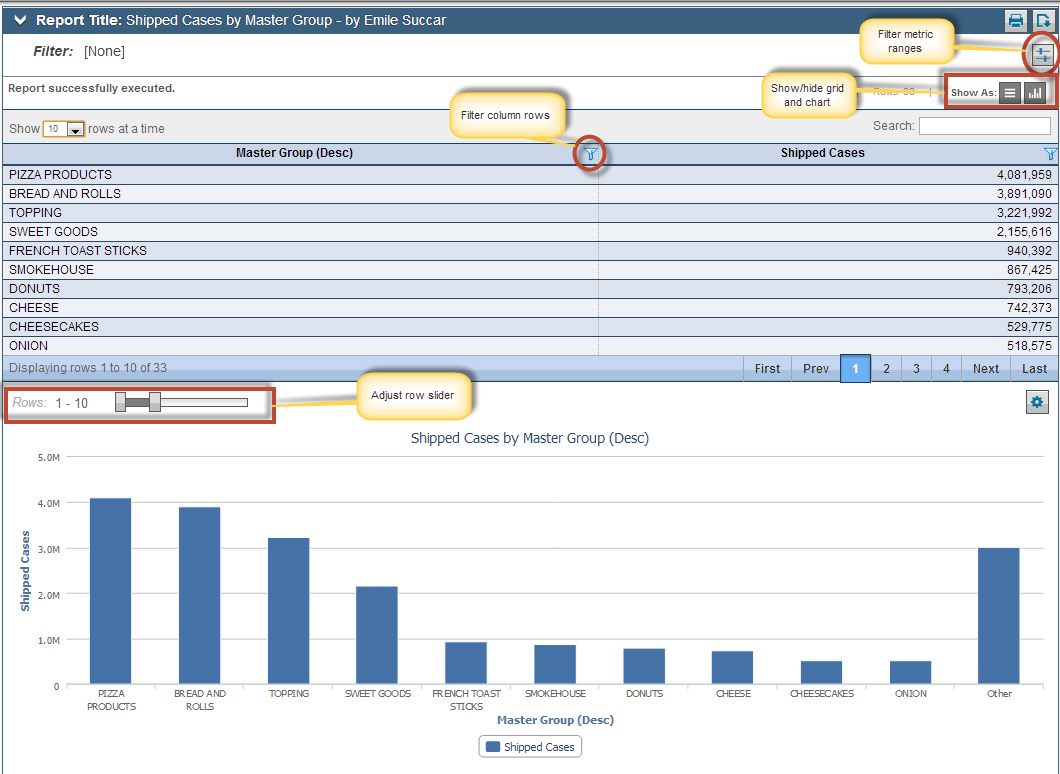 Report Title: Shipped Cases by Master Group - by Emile Succar
Filter: [None]
Filter metric
ranges
Report successfully executed.
Show/hide grid
and chart
Rows: 33
Show As:
Filter column rows
Show 10 rows at a time
Search:
Master Group (Desc) Shipped Cases
PIZZA PRODUCTS 4,081,959
BREAD AND ROLLS 3,891,090
TOPPING 3,221,992
SWEET GOODS 2,155,616
FRENCH TOAST STICKS 940,392
SMOKEHOUSE 867,425
DONUTS 793,206
CHEESE 742,373
CHEESECAKES 529,775
ONION 518,575
Displaying rows 1 to 10 of 33
First Prev 1 2 3 4 Next Last
Rows: 1 - 10
Adjust row slider
Shipped Cases by Master Group (Desc)
5.0M
4.0M
3.0M
2.0M
1.0M
0
Shipped Cases
PIZZA
PRODUCTS
BREAD AND
ROLLS
TOPPING
SWEET GOODS
FRENCH TOAST
STICKS
SMOKEHOUSE
DONUTS
CHEESE
CHEESECAKES
ONION
Other
Master Group (Desc)
Shipped Cases